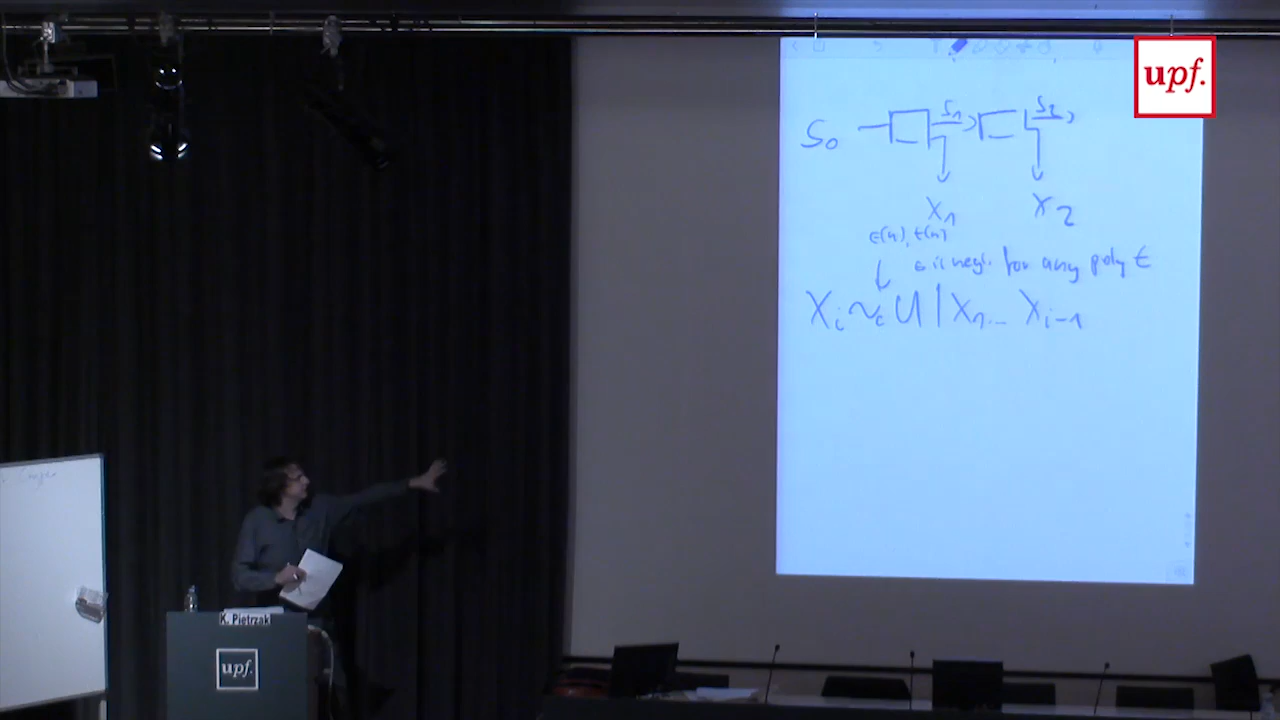 upf.
S1 S2
S0
X1 X2
ϵ(n), t(n)
ϵ is negl. for any poly t
Xi ~c U | X1... Xi-1
K. Pietrzak
upf.